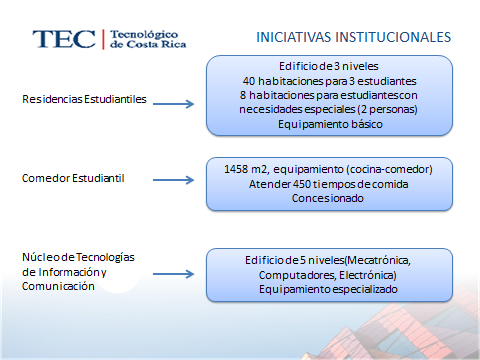 TEC | Tecnológico
de Costa Rica
INICIATIVAS INSTITUCIONALES
Residencias Estudiantiles
Edificio de 3 niveles
40 habitaciones para 3 estudiantes
8 habitaciones para estudiantes con
necesidades especiales (2 personas)
Equipamiento básico
Comedor Estudiantil
1458 m2, equipamiento (cocina-comedor)
Atender 450 tiempos de comida
Concesionado
Núcleo de Tecnologías
de Información y
Comunicación
Edificio de 5 niveles(Mecatrónica,
Computadores, Electrónica)
Equipamiento especializado